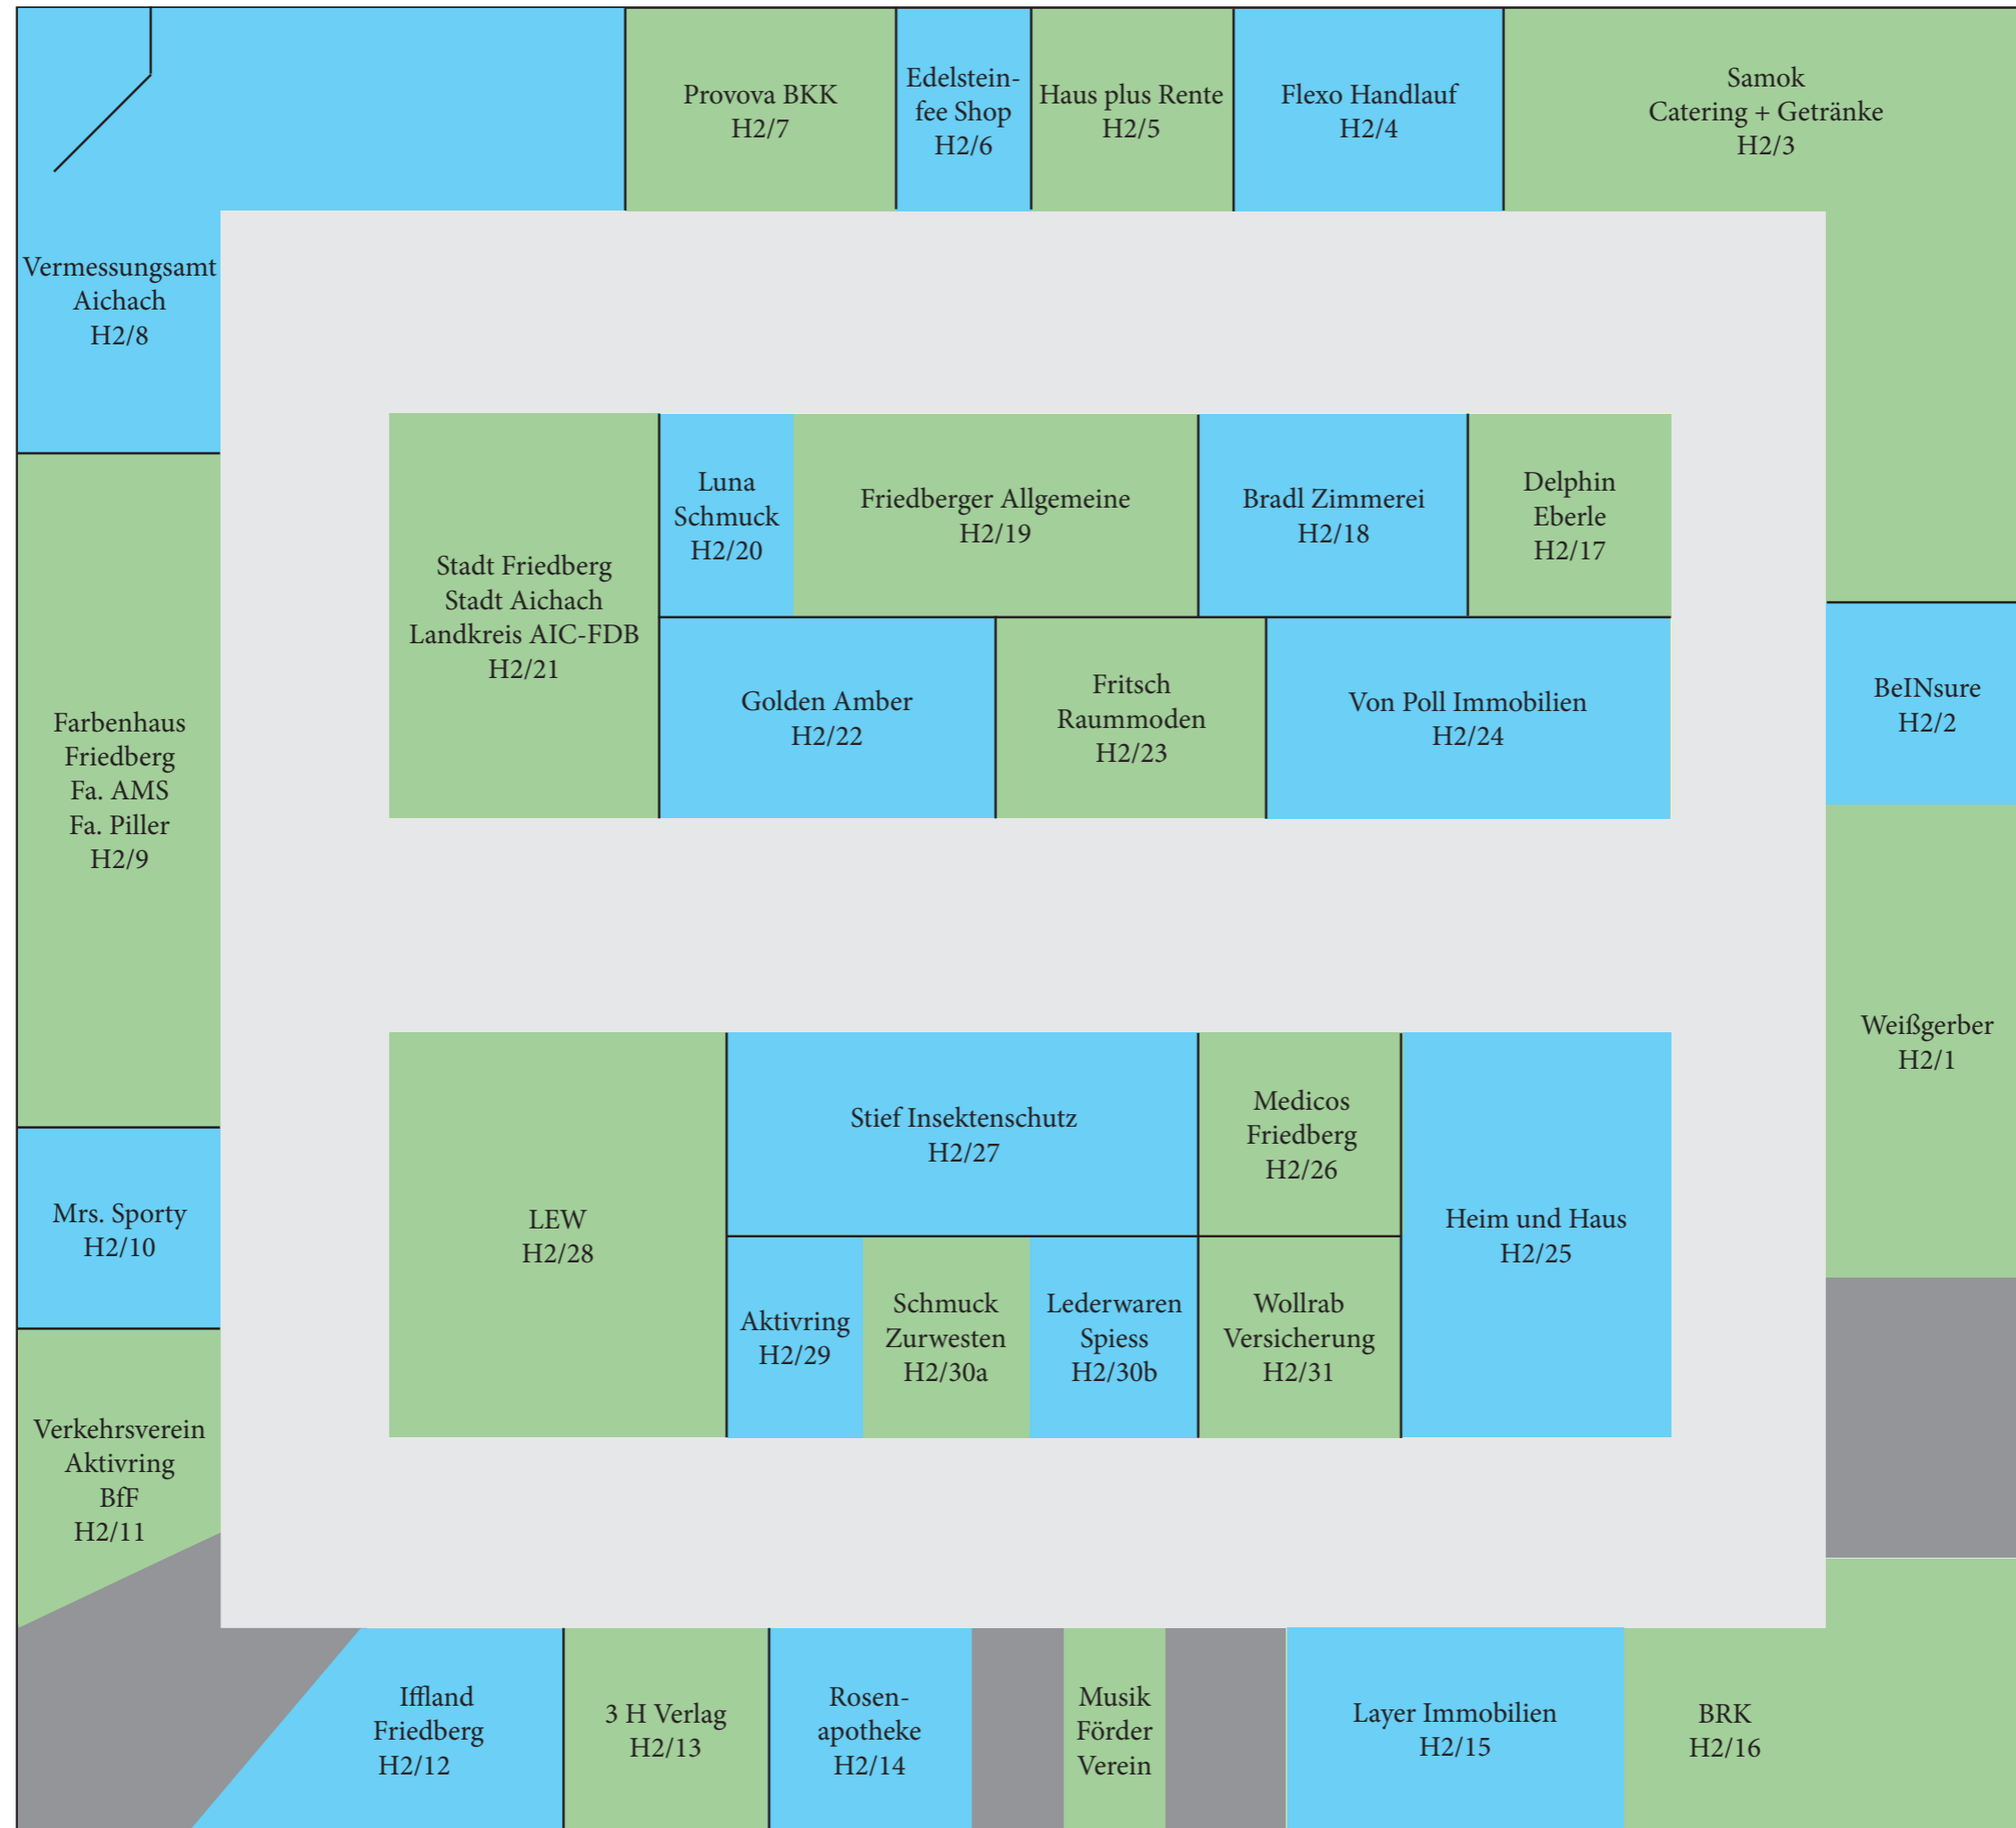 Provova BKK
H2/7
Edelstein-
fee Shop
H2/6
Haus plus Rente
H2/5
Flexo Handlauf
H2/4
Samok
Catering + Getränke
H2/3
Vermessungsamt
Aichach
H2/8
Stadt Friedberg
Stadt Aichach
Landkreis AIC-FDB
H2/21
Luna
Schmuck
H2/20
Friedberger Allgemeine
H2/19
Bradl Zimmerei
H2/18
Delphin
Eberle
H2/17
Golden Amber
H2/22
Fritsch
Raummoden
H2/23
Von Poll Immobilien
H2/24
BeINsure
H2/2
Farbenhaus
Friedberg
Fa. AMS
Fa. Piller
H2/9
Weißgerber
H2/1
LEW
H2/28
Stief Insektenschutz
H2/27
Medicos
Friedberg
H2/26
Heim und Haus
H2/25
Mrs. Sporty
H2/10
Aktivring
H2/29
Schmuck
Zurwesten
H2/30a
Lederwaren
Spiess
H2/30b
Wollrab
Versicherung
H2/31
Verkehrsverein
Aktivring
BfF
H2/11
Iffland
Friedberg
H2/12
3 H Verlag
H2/13
Rosen-
apotheke
H2/14
Musik
Förder
Verein
Layer Immobilien
H2/15
BRK
H2/16